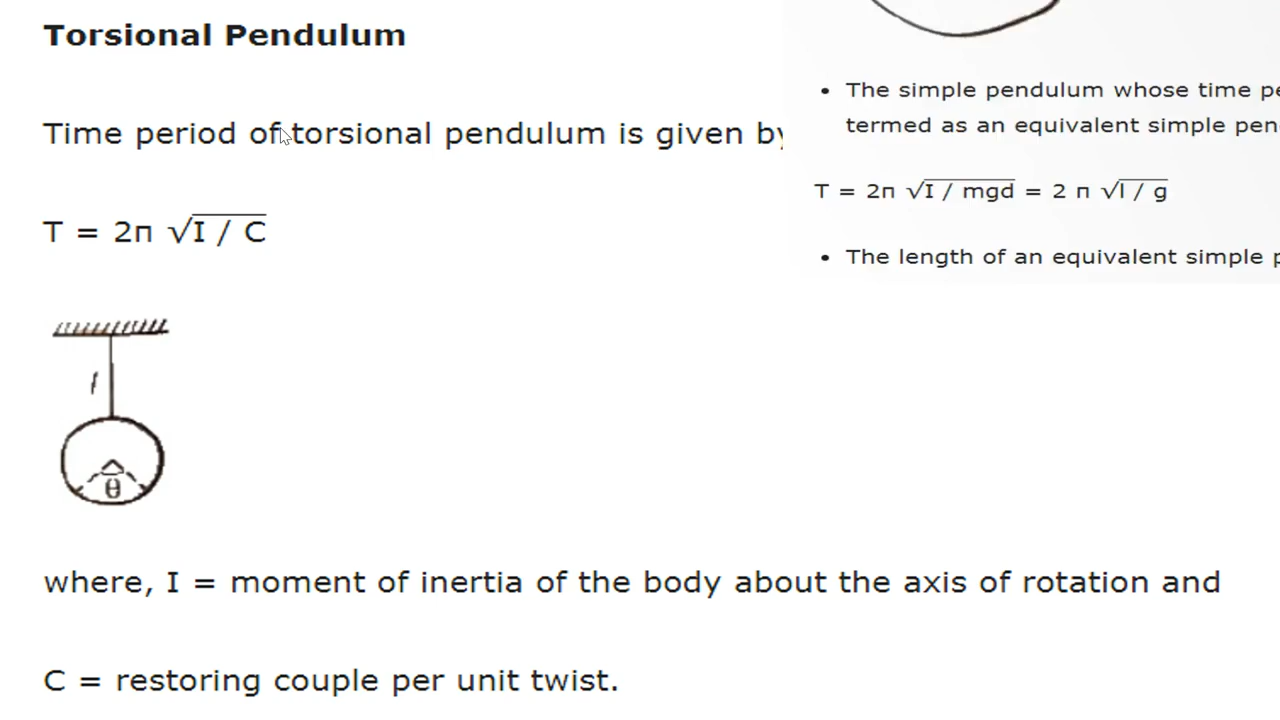 Torsional Pendulum
Time period of torsional pendulum is given by
T = 2π √I / C
l
θ
where, I = moment of inertia of the body about the axis of rotation and
C = restoring couple per unit twist.
• The simple pendulum whose time
termed as an equivalent simple
T = 2π √I / mgd = 2 π √l / g
• The length of an equivalent simple